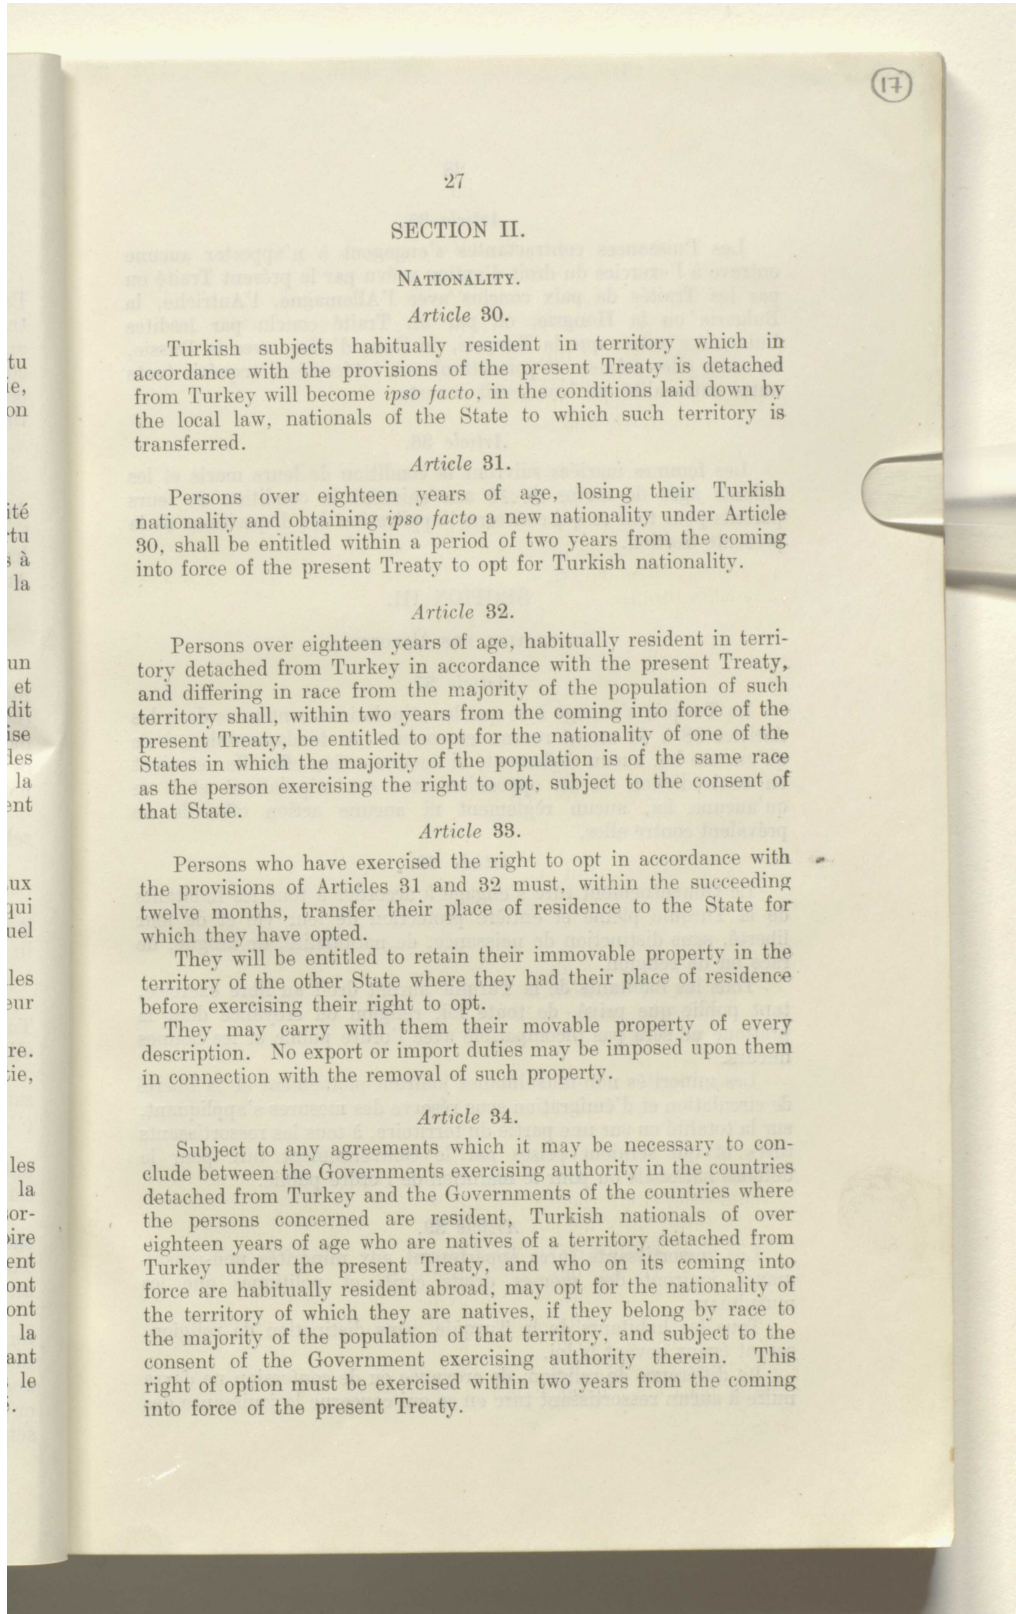 17
27
SECTION II.
NATIONALITY.
Article 30.
Turkish subjects habitually resident in territory which in
accordance with the provisions of the present Treaty is detached
from Turkey will become ipso facto, in the conditions laid down by
the local law, nationals of the State to which such territory is
transferred.
Article 31.
Persons over eighteen years of age, losing their Turkish
nationality and obtaining ipso facto a new nationality under Article
30, shall be entitled within a period of two years from the coming
into force of the present Treaty to opt for Turkish nationality.
Article 32.
Persons over eighteen years of age, habitually resident in terri-
tory detached from Turkey in accordance with the present Treaty,
and differing in race from the majority of the population of such
territory shall, within two years from the coming into force of the
present Treaty, be entitled to opt for the nationality of one of the
States in which the majority of the population is of the same race
as the person exercising the right to opt, subject to the consent of
that State.
Article 33.
Persons who have exercised the right to opt in accordance with
the provisions of Articles 31 and 32 must, within the succeeding
twelve months, transfer their place of residence to the State for
which they have opted.
They will be entitled to retain their immovable property in the
territory of the other State where they had their place of residence
before exercising their right to opt.
They may carry with them their movable property of every
description. No export or import duties may be imposed upon them
in connection with the removal of such property.
Article 34.
Subject to any agreements which it may be necessary to con-
clude between the Governments exercising authority in the countries
detached from Turkey and the Governments of the countries where
the persons concerned are resident, Turkish nationals of over
eighteen years of age who are natives of a territory detached from
Turkey under the present Treaty, and who on its coming into
force are habitually resident abroad, may opt for the nationality of
the territory of which they are natives, if they belong by race to
the majority of the population of that territory, and subject to the
consent of the Government exercising authority therein. This
right of option must be exercised within two years from the coming
into force of the present Treaty.